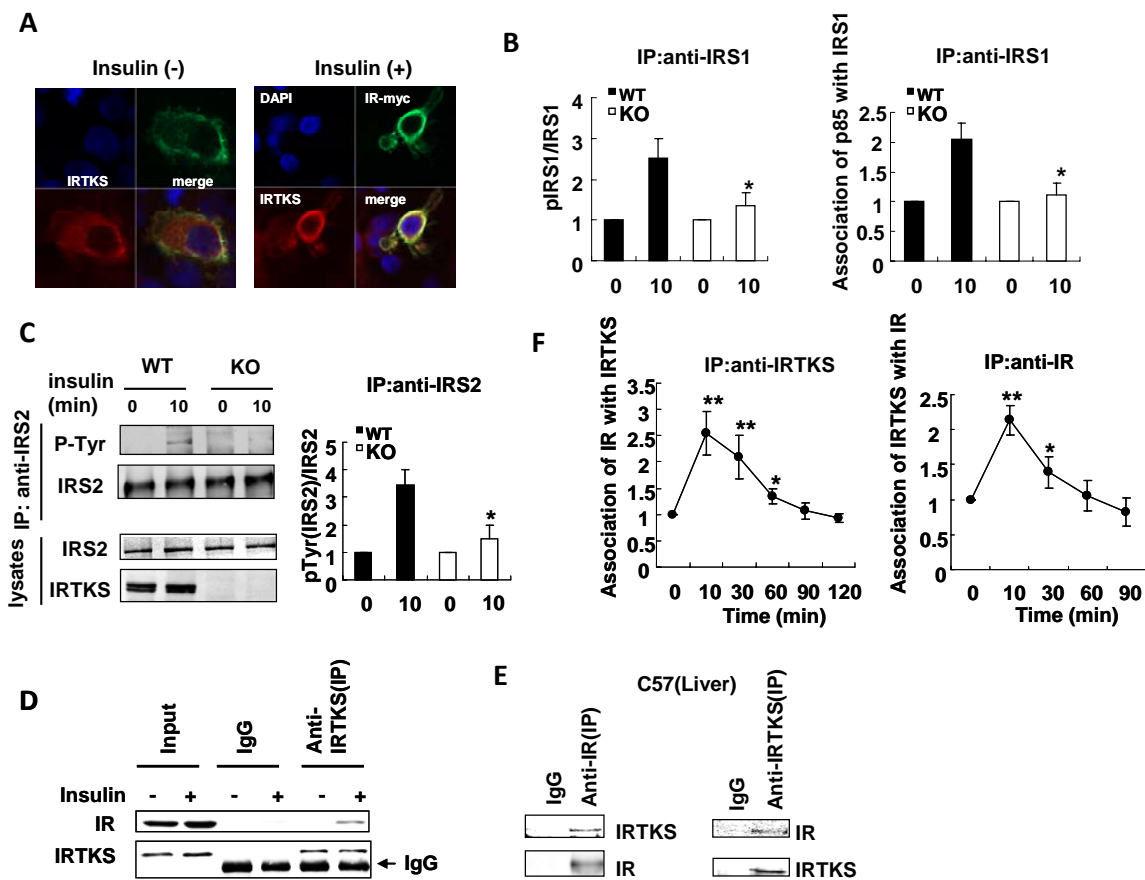 A
Insulin (-)
Insulin (+)
DAPI
IR-myc
IRTKS
merge
IRTKS
merge
B
IP:anti-IRS1
IP:anti-IRS1
WT
KO
pIRS1/IRS1
4
3
2
1
0
*
0 10 0 10
WT
KO
Association of p85 with IRS1
2.5
2
1.5
1
0.5
0
*
0 10 0 10
C
WT KO
insulin
(min)
0 10 0 10
IP: anti-IRS2
P-Tyr
IRS2
lysates
IRS2
IRTKS
IP:anti-IRS2
WT
KO
pTyr(IRS2)/IRS2
5
4
3
2
1
0
*
0 10 0 10
F
IP:anti-IRTKS
Association of IR with IRTKS
3.5
3
2.5
2
1.5
1
0.5
0
**
**
*
0 10 30 60 90 120
Time (min)
IP:anti-IR
Association of IRTKS with IR
2.5
2
1.5
1
0.5
0
**
*
0 10 30 60 90
Time (min)
D
Input
IgG
Anti-
IRTKS(IP)
Insulin - + - + - +
IR
IRTKS
IgG
E
C57(Liver)
IgG
Anti-IR(IP)
IRTKS
IR
IgG
Anti-IRTKS(IP)
IR
IRTKS